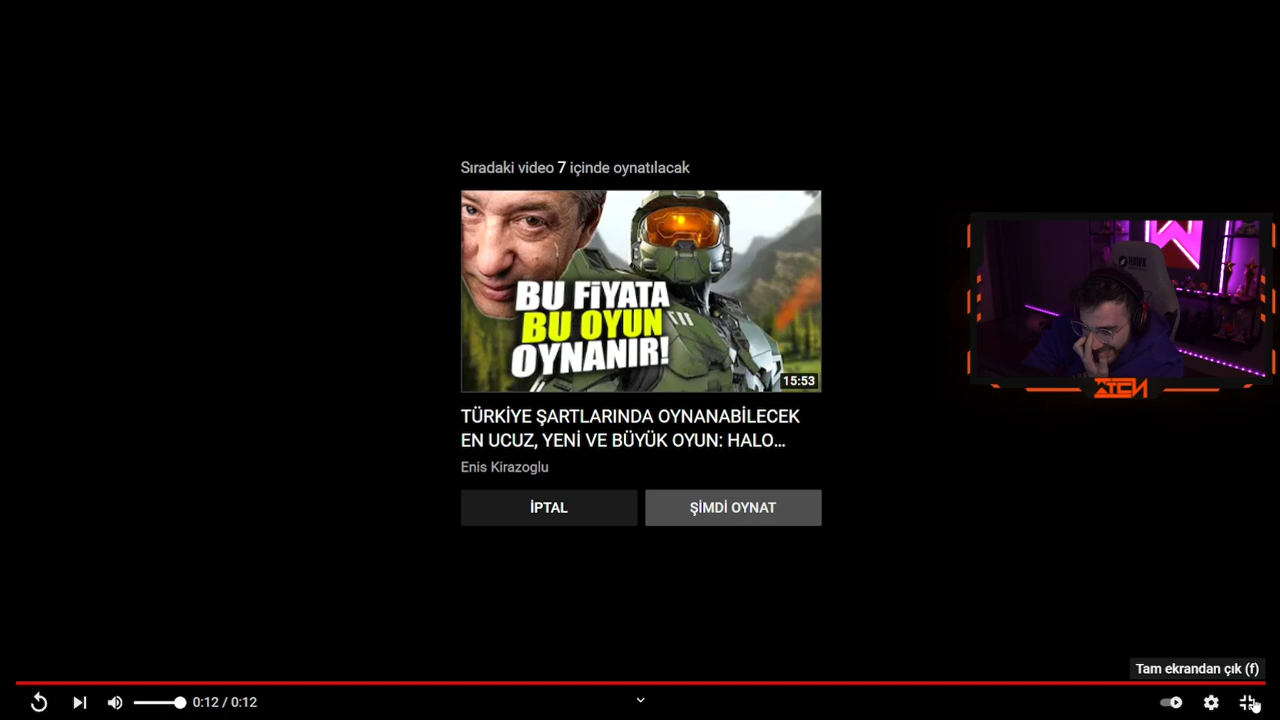 Sıradaki video 7 içinde oynatılacak
BU FİYATA
BU OYUN
OYNANIR!
15:53
TÜRKİYE ŞARTLARINDA OYNANABİLECEK
EN UCUZ, YENİ VE BÜYÜK OYUN: HALO...
Enis Kirazoglu
İPTAL
ŞİMDİ OYNAT
HAWK
Tam ekrandan çık (f)
0:12 / 0:12